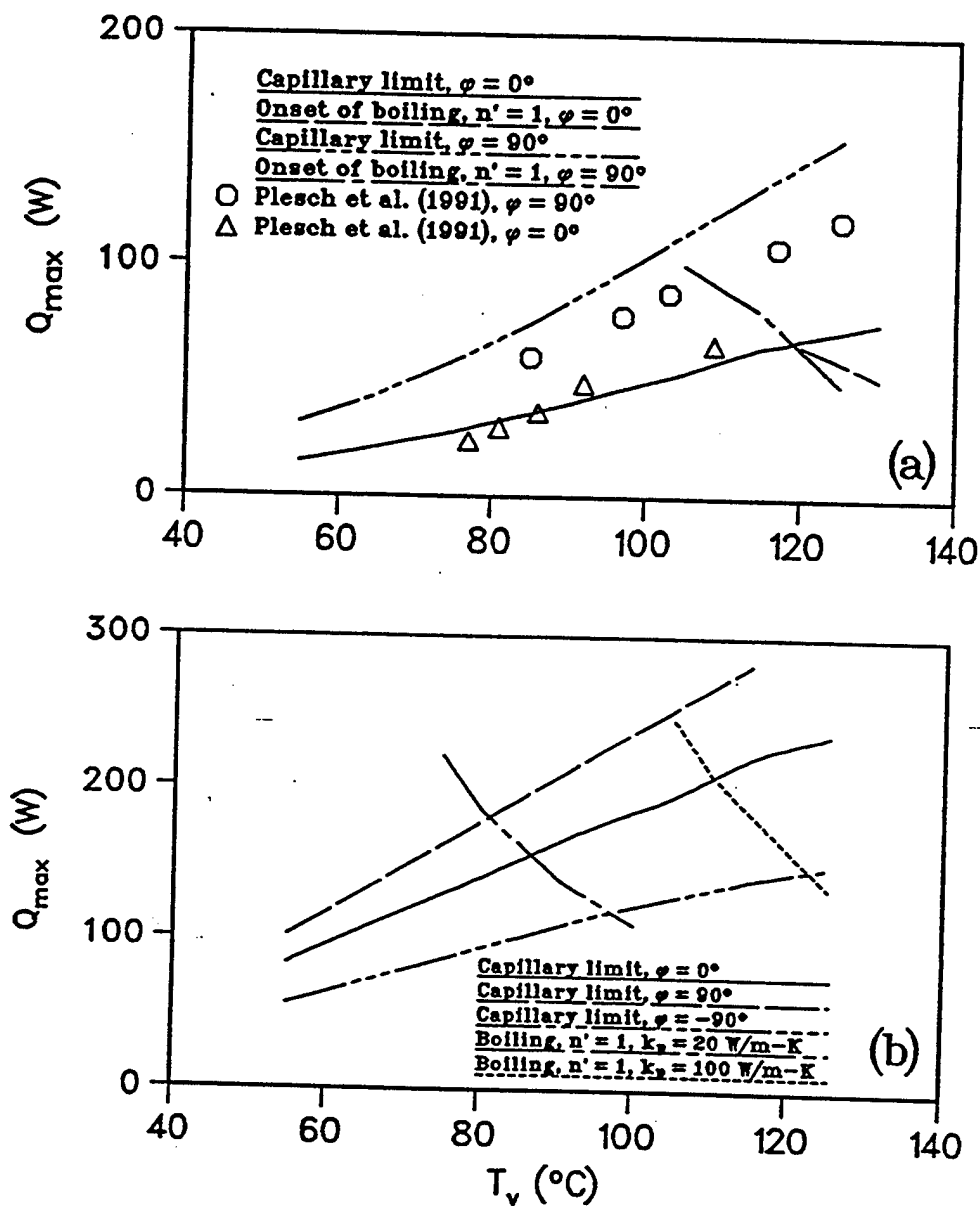 200
100
0
Q_max (W)
Capillary limit, φ = 0°
Onset of boiling, n' = 1, φ = 0°
Capillary limit, φ = 90°
Onset of boiling, n' = 1, φ = 90°
Plesch et al. (1991), φ = 90°
Plesch et al. (1991), φ = 0°
(a)
40 60 80 100 120 140
300
200
100
0
Q_max (W)
Capillary limit, φ = 0°
Capillary limit, φ = 90°
Capillary limit, φ = -90°
Boiling, n' = 1, k_p = 20 W/m-K
Boiling, n' = 1, k_p = 100 W/m-K
(b)
40 60 80 100 120 140
T_v (°C)